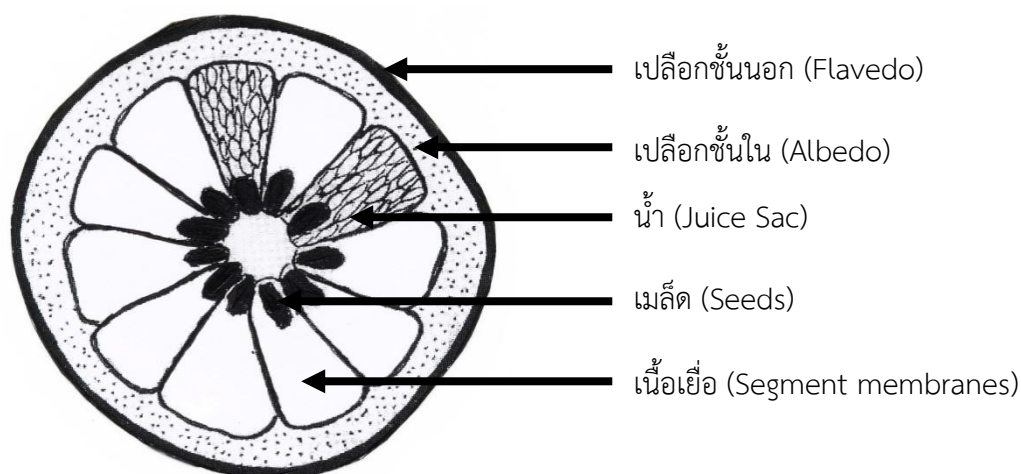 เปลือกชั้นนอก (Flavedo)
เปลือกชั้นใน (Albedo)
น้ำ (Juice Sac)
เมล็ด (Seeds)
เนื้อเยื่อ (Segment membranes)